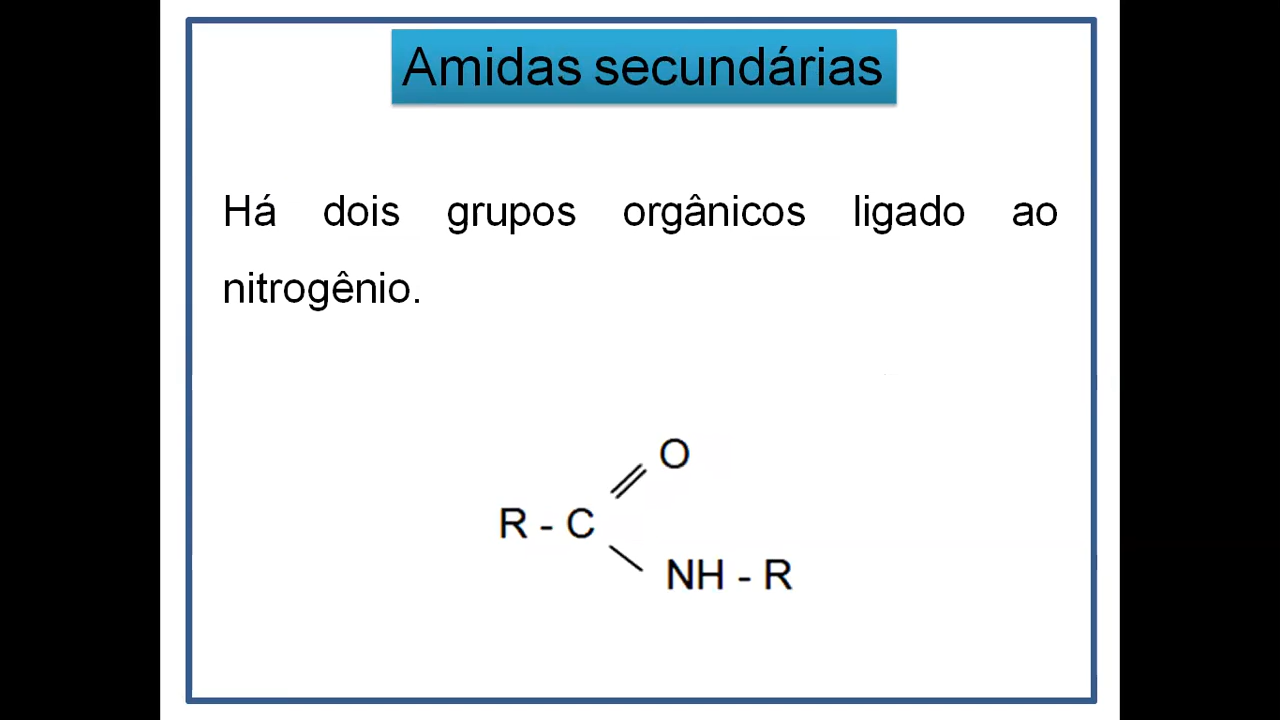 Amidas secundárias
Há dois grupos orgânicos ligado ao
nitrogênio.
O
R - C
NH - R